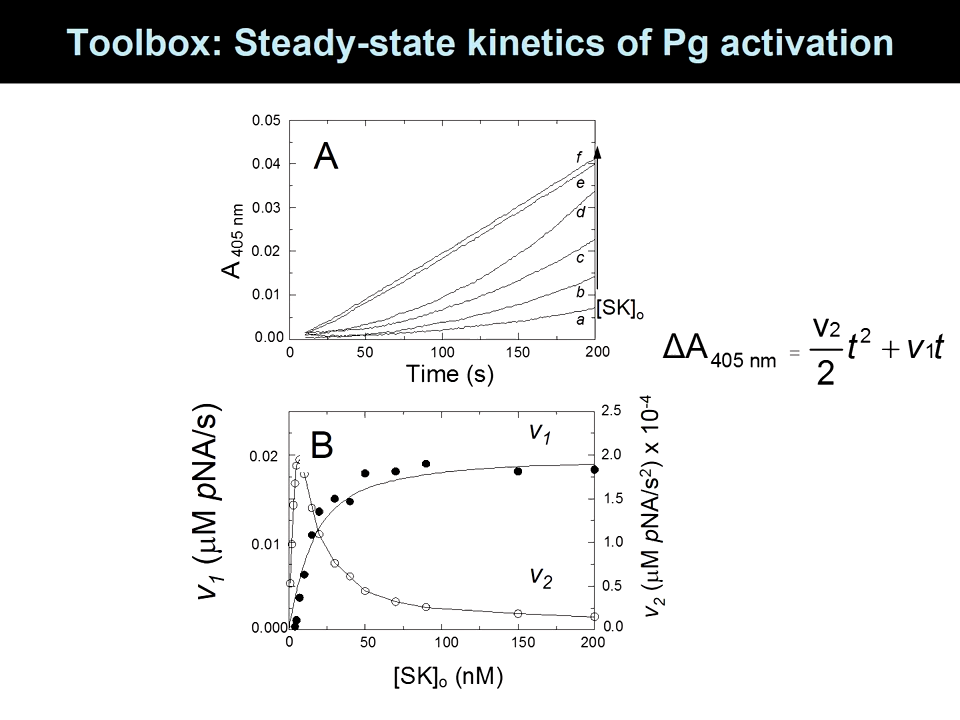 Toolbox: Steady-state kinetics of Pg activation
A
A 405 nm
0.05
0.04
0.03
0.02
0.01
0.00
f
e
d
c
b
a
[SK]o
0 50 100 150 200
Time (s)
ΔA 405 nm = v2/2 t² + v1t
B
v1 (μM pNA/s)
0.02
0.01
0.000
v1
v2
2.5
2.0
1.5
1.0
0.5
0.0
v2 (μM pNA/s²) x 10⁻⁴
0 50 100 150 200
[SK]o (nM)